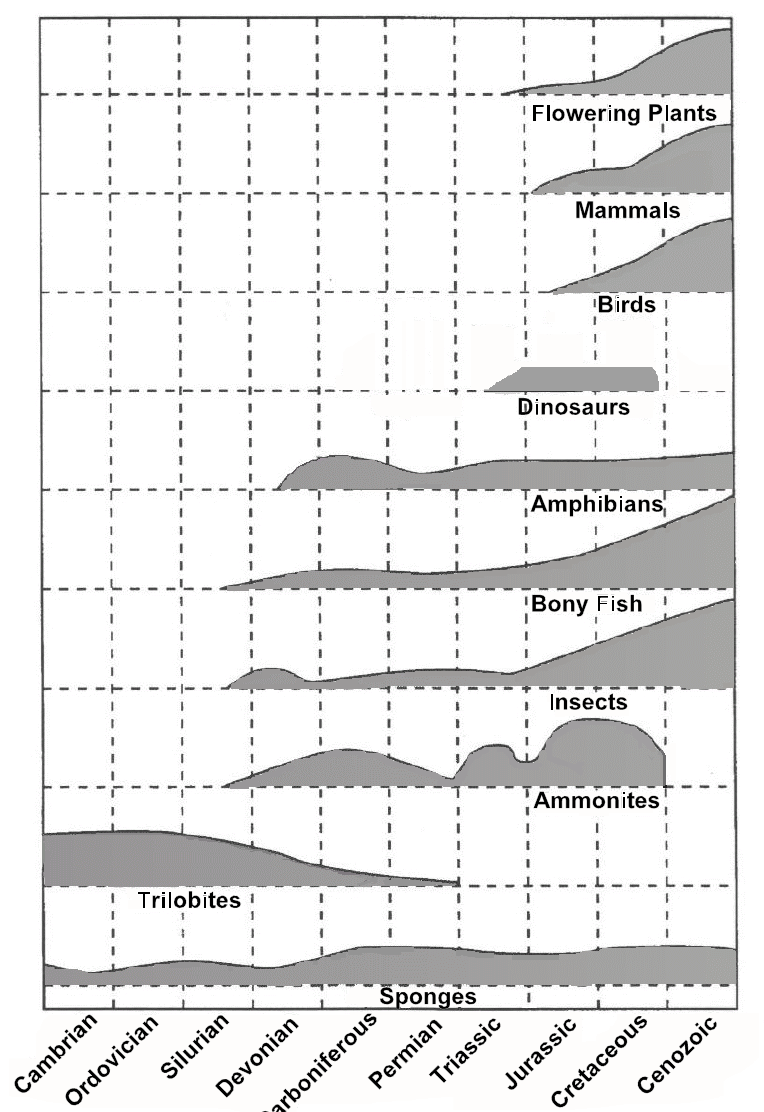 Flowering Plants
Mammals
Birds
Dinosaurs
Amphibians
Bony Fish
Insects
Ammonites
Trilobites
Sponges
Cambrian
Ordovician
Silurian
Devonian
arboniferous
Permian
Triassic
Jurassic
Cretaceous
Cenozoic